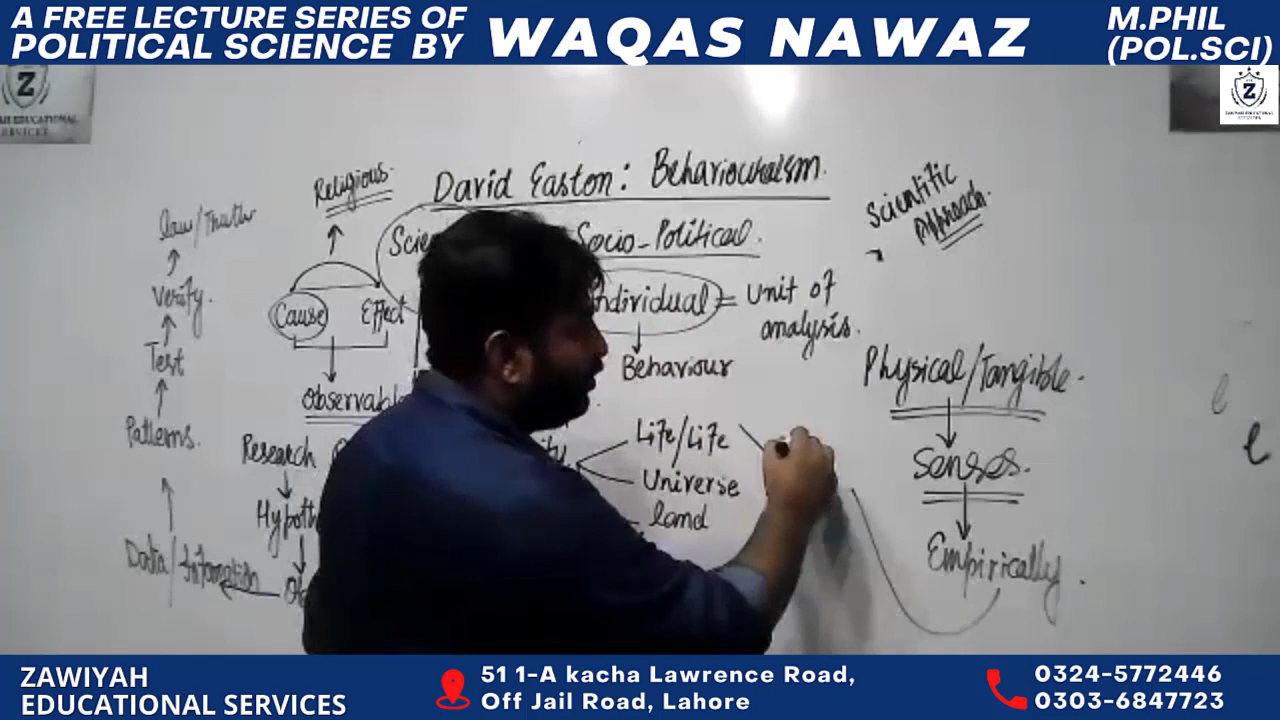 A FREE LECTURE SERIES OF
POLITICAL SCIENCE BY
WAQAS NAWAZ
M.PHIL
(POL.SCI)
Z
EDUCATIONAL
SERVICES
Z
David Easton: Behaviouralism.
Religious.
Scientific
Approach.
Law/Truth
Socio-Political.
Verify.
Cause
Effect
Individual = Unit of
analysis.
Test
Behaviour
Physical/Tangible.
Patterns.
Research
Life/Life
Senses.
Universe
land
Data/Information
Empirically.
ZAWIYAH
EDUCATIONAL SERVICES
51 1-A kacha Lawrence Road,
Off Jail Road, Lahore
0324-5772446
0303-6847723